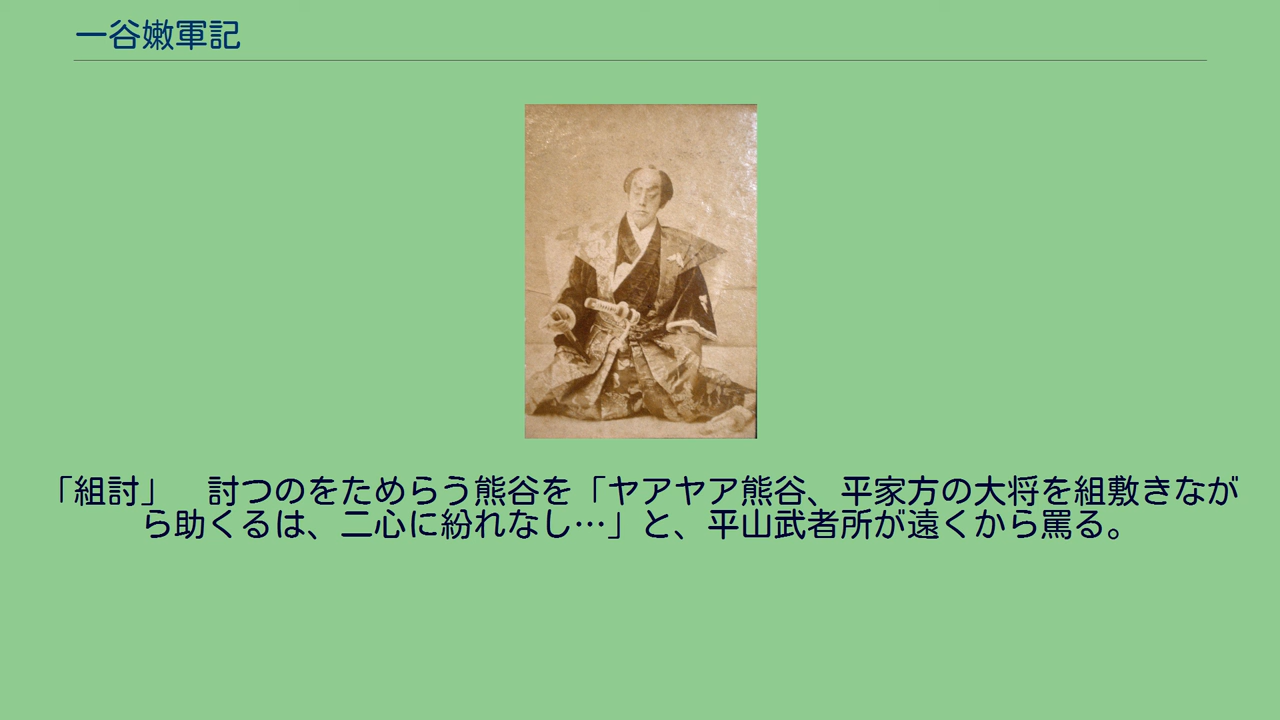 一谷嫩軍記
「組討」　討つのをためらう熊谷を「ヤアヤア熊谷、平家方の大将を組敷きなが
ら助くるは、二心に紛れなし…」と、平山武者所が遠くから罵る。